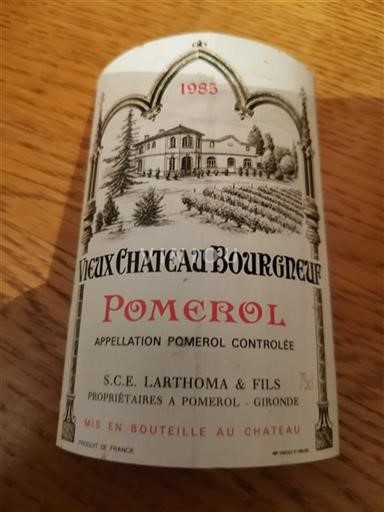 1985
VIEUX CHATEAU BOURGNEUF
POMEROL
APPELLATION POMEROL CONTROLÉE
S.C.E. LARTHOMA & FILS 75cl
PROPRIÉTAIRES A POMEROL - GIRONDE
MIS EN BOUTEILLE AU CHATEAU
PRODUIT DE FRANCE